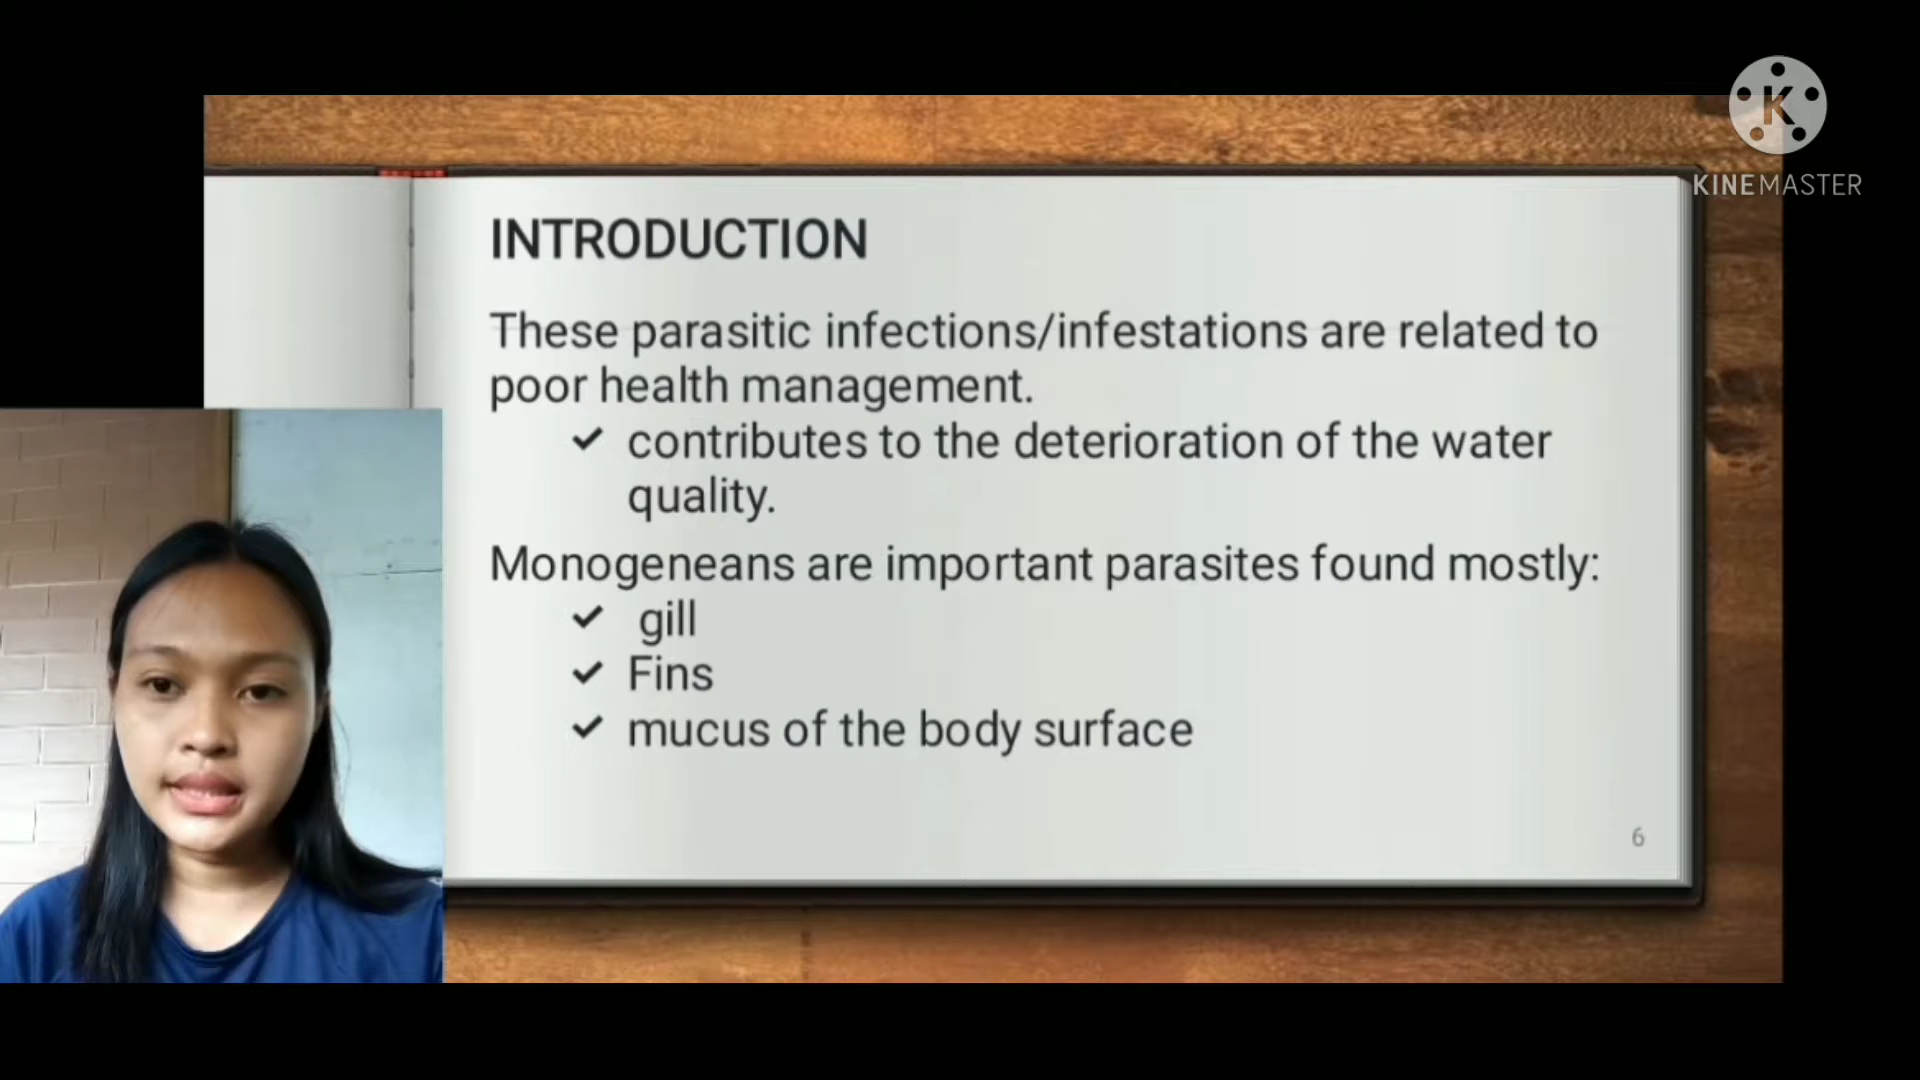 K
KINEMASTER
INTRODUCTION
These parasitic infections/infestations are related to
poor health management.
✔ contributes to the deterioration of the water
quality.
Monogeneans are important parasites found mostly:
✔ gill
✔ Fins
✔ mucus of the body surface
6